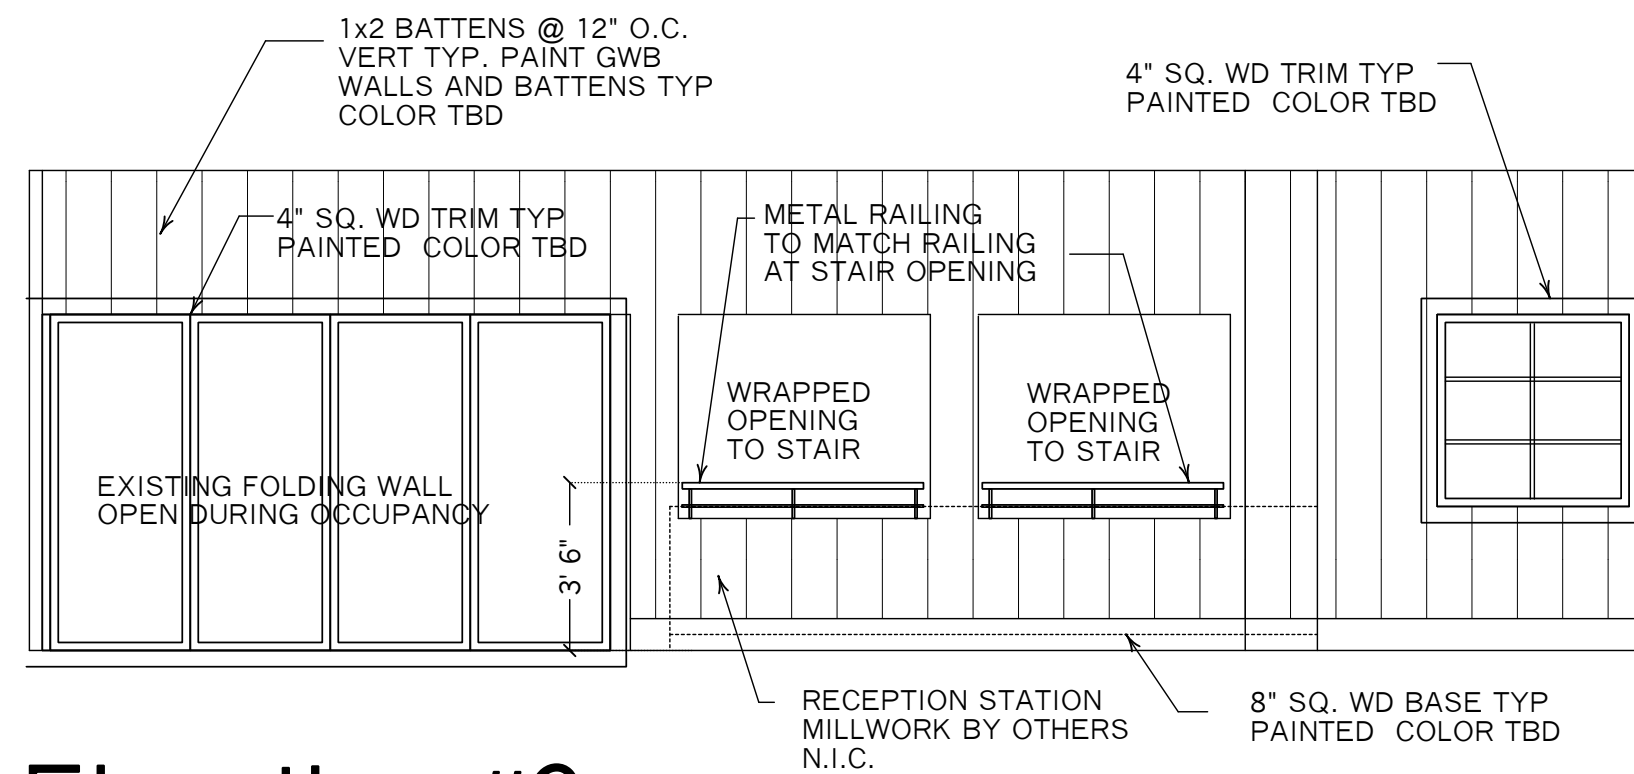 1x2 BATTENS @ 12" O.C.
VERT TYP. PAINT GWB
WALLS AND BATTENS TYP
COLOR TBD
4" SQ. WD TRIM TYP
PAINTED COLOR TBD
4" SQ. WD TRIM TYP
PAINTED COLOR TBD
METAL RAILING
TO MATCH RAILING
AT STAIR OPENING
WRAPPED
OPENING
TO STAIR
WRAPPED
OPENING
TO STAIR
EXISTING FOLDING WALL
OPEN DURING OCCUPANCY
3' 6"
RECEPTION STATION
MILLWORK BY OTHERS
N.I.C.
8" SQ. WD BASE TYP
PAINTED COLOR TBD